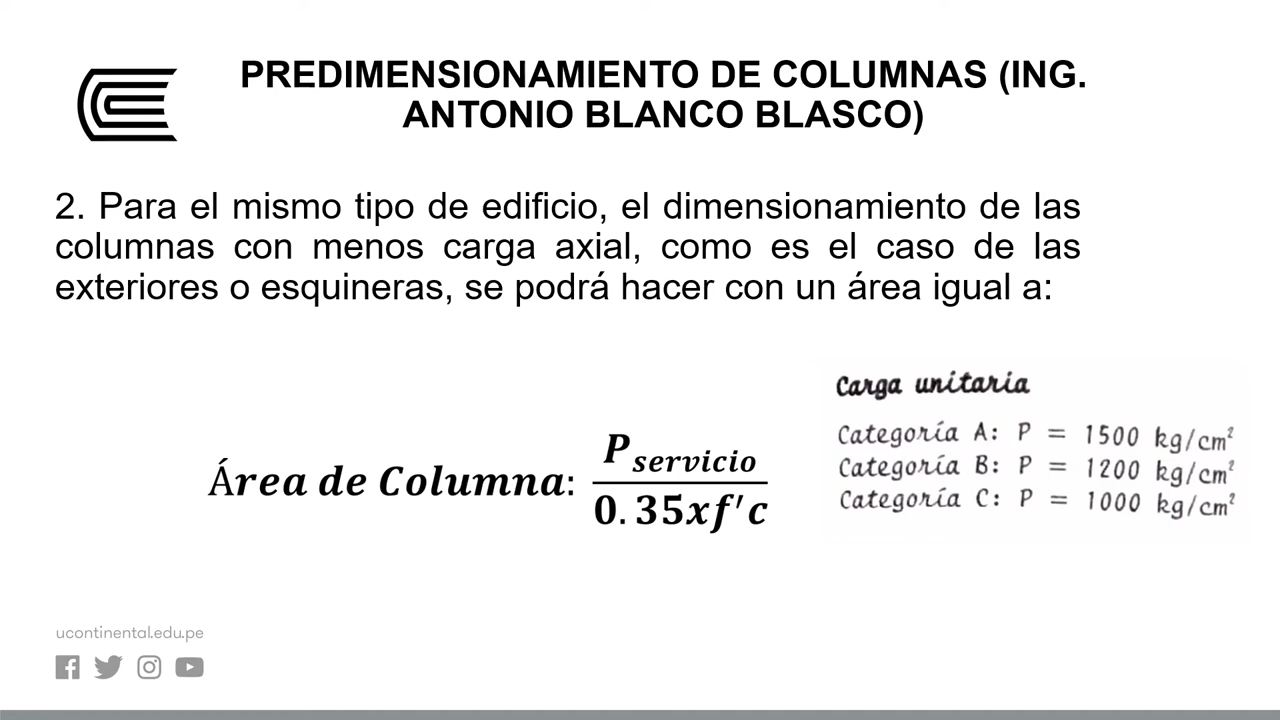 PREDIMENSIONAMIENTO DE COLUMNAS (ING.
ANTONIO BLANCO BLASCO)
2. Para el mismo tipo de edificio, el dimensionamiento de las
columnas con menos carga axial, como es el caso de las
exteriores o esquineras, se podrá hacer con un área igual a:
Área de Columna: P servicio / 0.35xf'c
Carga unitaria
Categoría A: P = 1500 kg/cm²
Categoría B: P = 1200 kg/cm²
Categoría C: P = 1000 kg/cm²
ucontinental.edu.pe